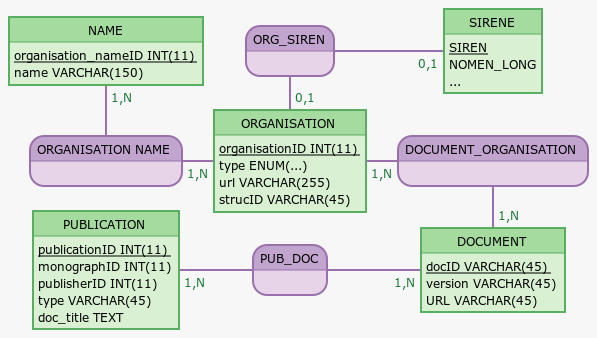 NAME
organisation_nameID INT(11)
name VARCHAR(150)
1,N
ORG_SIREN
0,1
SIRENE
SIREN
NOMEN_LONG
...
0,1
ORGANISATION NAME
1,N
ORGANISATION
organisationID INT(11)
type ENUM(...)
url VARCHAR(255)
strucID VARCHAR(45)
1,N
DOCUMENT_ORGANISATION
1,N
PUBLICATION
publicationID INT(11)
monographID INT(11)
publisherID INT(11)
type VARCHAR(45)
doc_title TEXT
1,N
PUB_DOC
1,N
DOCUMENT
docID VARCHAR(45)
version VARCHAR(45)
URL VARCHAR(45)